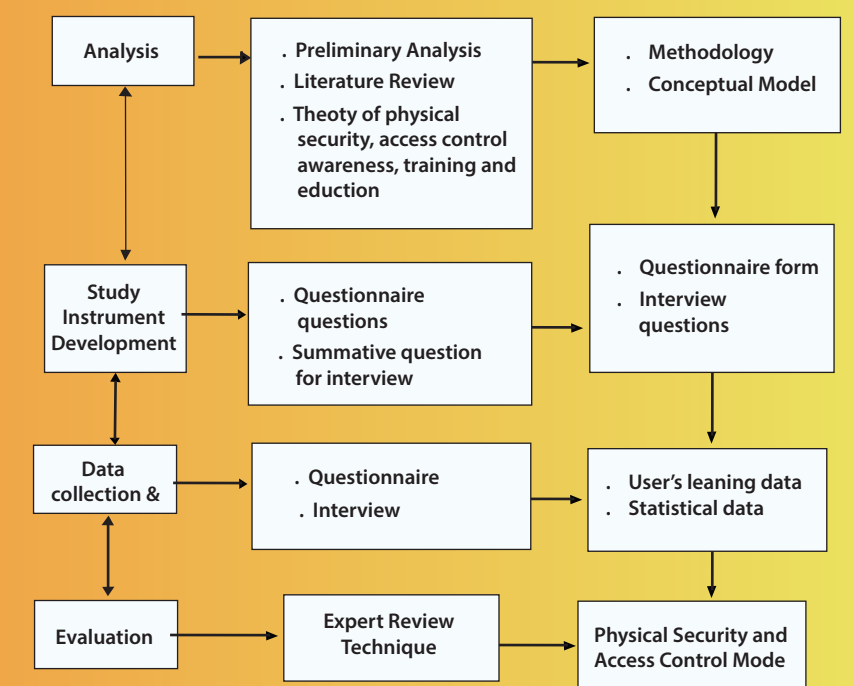 Analysis
. Preliminary Analysis
. Literature Review
. Theoty of physical
security, access control
awareness, training and
eduction
. Methodology
. Conceptual Model
Study
Instrument
Development
. Questionnaire
questions
. Summative question
for interview
. Questionnaire form
. Interview
questions
Data
collection &
. Questionnaire
. Interview
. User’s leaning data
. Statistical data
Evaluation
Expert Review
Technique
Physical Security and
Access Control Mode